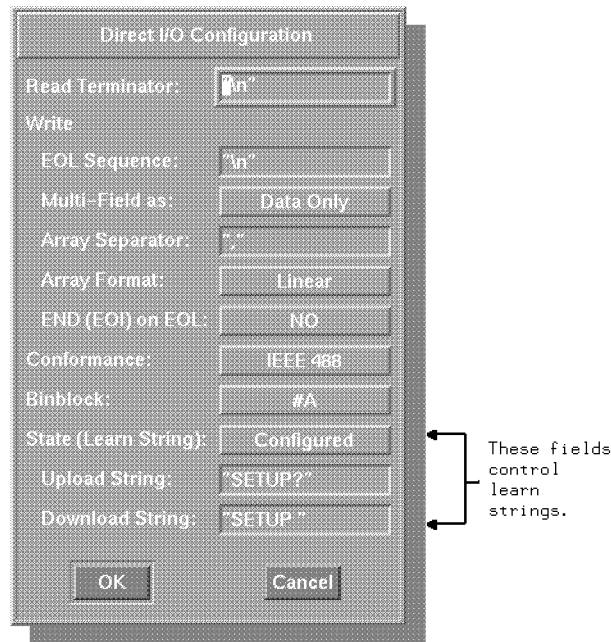 Direct I/O Configuration
Read Terminator: "\n"
Write
EOL Sequence: "\n"
Multi-Field as: Data Only
Array Separator: ","
Array Format: Linear
END (EOI) on EOL: NO
Conformance: IEEE 488
Binblock: #A
State (Learn String): Configured
Upload String: "SETUP?"
Download String: "SETUP "
OK Cancel
These fields
control
learn
strings.